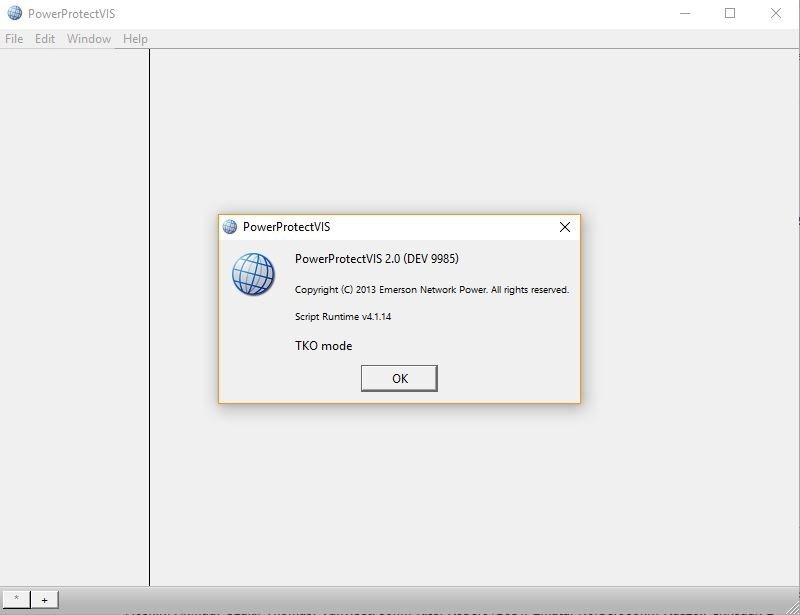 PowerProtectVIS
File Edit Window Help
PowerProtectVIS
PowerProtectVIS 2.0 (DEV 9985)
Copyright (C) 2013 Emerson Network Power. All rights reserved.
Script Runtime v4.1.14
TKO mode
OK
* +